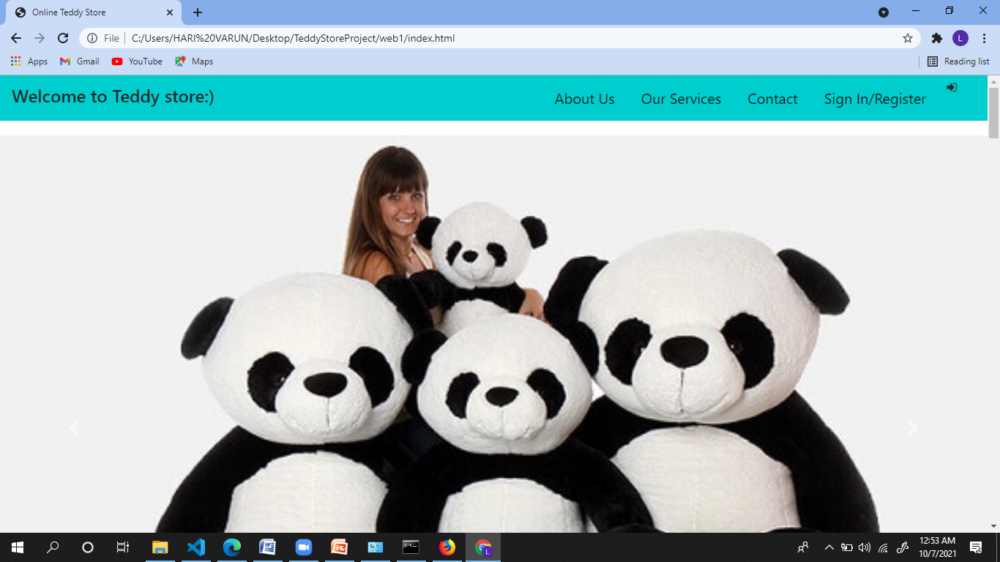 Online Teddy Store
File C:/Users/HARI%20VARUN/Desktop/TeddyStoreProject/web1/index.html L
Apps Gmail YouTube Maps Reading list
Welcome to Teddy store:) About Us Our Services Contact Sign In/Register
12:53 AM
10/7/2021